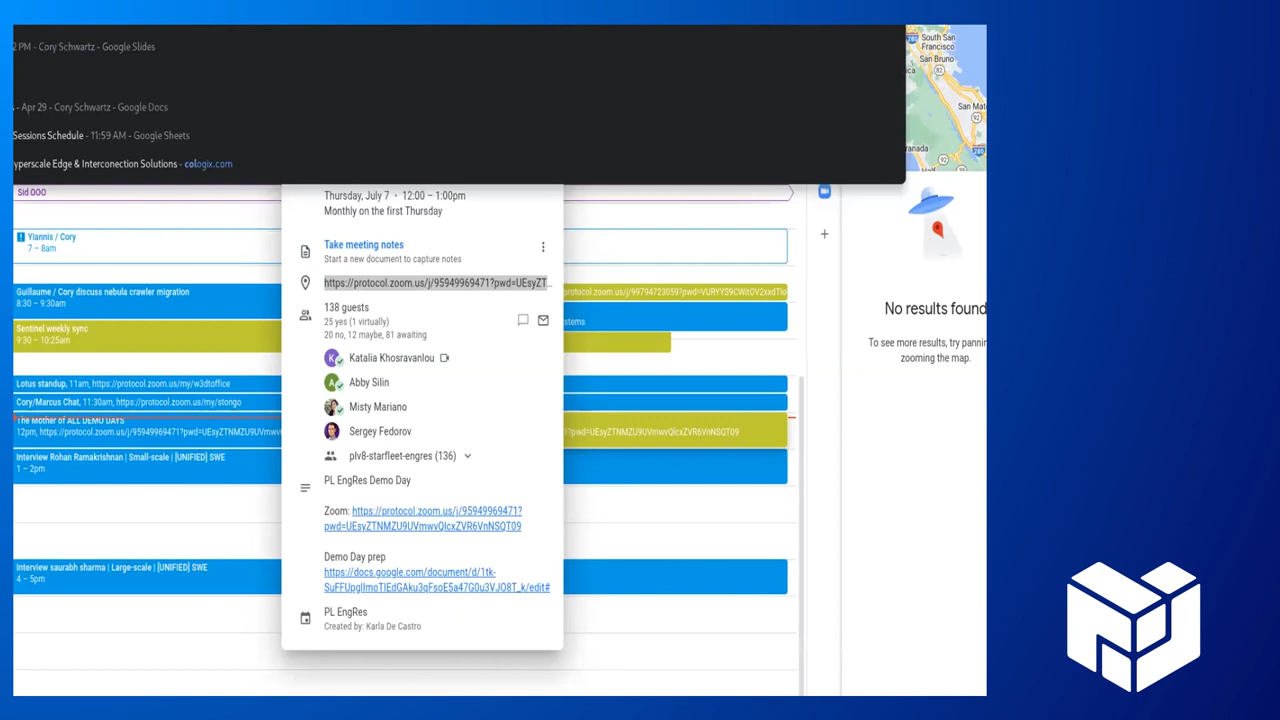 2 PM - Cory Schwartz - Google Slides
- Apr 29 - Cory Schwartz - Google Docs
Sessions Schedule - 11:59 AM - Google Sheets
yperscale Edge & Interconnection Solutions - cologix.com
South San
Francisco
San Bruno
San Mat
Sid OOO
Yiannis / Cory
7 – 8am
Guillaume / Cory discuss nebula crawler migration
8:30 – 9:30am
Sentinel weekly sync
9:30 – 10:25am
Lotus standup, 11am, https://protocol.zoom.us/my/w3dtoffice
Cory/Marcus Chat, 11:30am, https://protocol.zoom.us/my/stongo
The Mother of ALL DEMO DAYS
12pm, https://protocol.zoom.us/j/95949969471?pwd=UEsyZTNMZU9UVmwv
Interview Rohan Ramakrishnan | Small-scale | [UNIFIED] SWE
1 – 2pm
Interview saurabh sharma | Large-scale | [UNIFIED] SWE
4 – 5pm
Thursday, July 7 · 12:00 – 1:00pm
Monthly on the first Thursday
Take meeting notes
Start a new document to capture notes
https://protocol.zoom.us/j/95949969471?pwd=UEsyZT...
138 guests
25 yes (1 virtually)
20 no, 12 maybe, 81 awaiting
K Katalia Khosravanlou
A Abby Silin
Misty Mariano
Sergey Fedorov
plv8-starfleet-engres (136)
PL EngRes Demo Day
Zoom: https://protocol.zoom.us/j/95949969471?
pwd=UEsyZTNMZU9UVmwvQlcxZVR6VnNSQT09
Demo Day prep
https://docs.google.com/document/d/1tk-
SuFFUpglImoTlEdGAku3qFsoE5a47G0u3VJO8T_k/edit#
PL EngRes
Created by: Karla De Castro
protocol.zoom.us/j/99794723059?pwd=VURYYS9CWitOV2xxdTlo
stems
1?pwd=UEsyZTNMZU9UVmwvQlcxZVR6VnNSQT09
No results found
To see more results, try pannin
zooming the map.